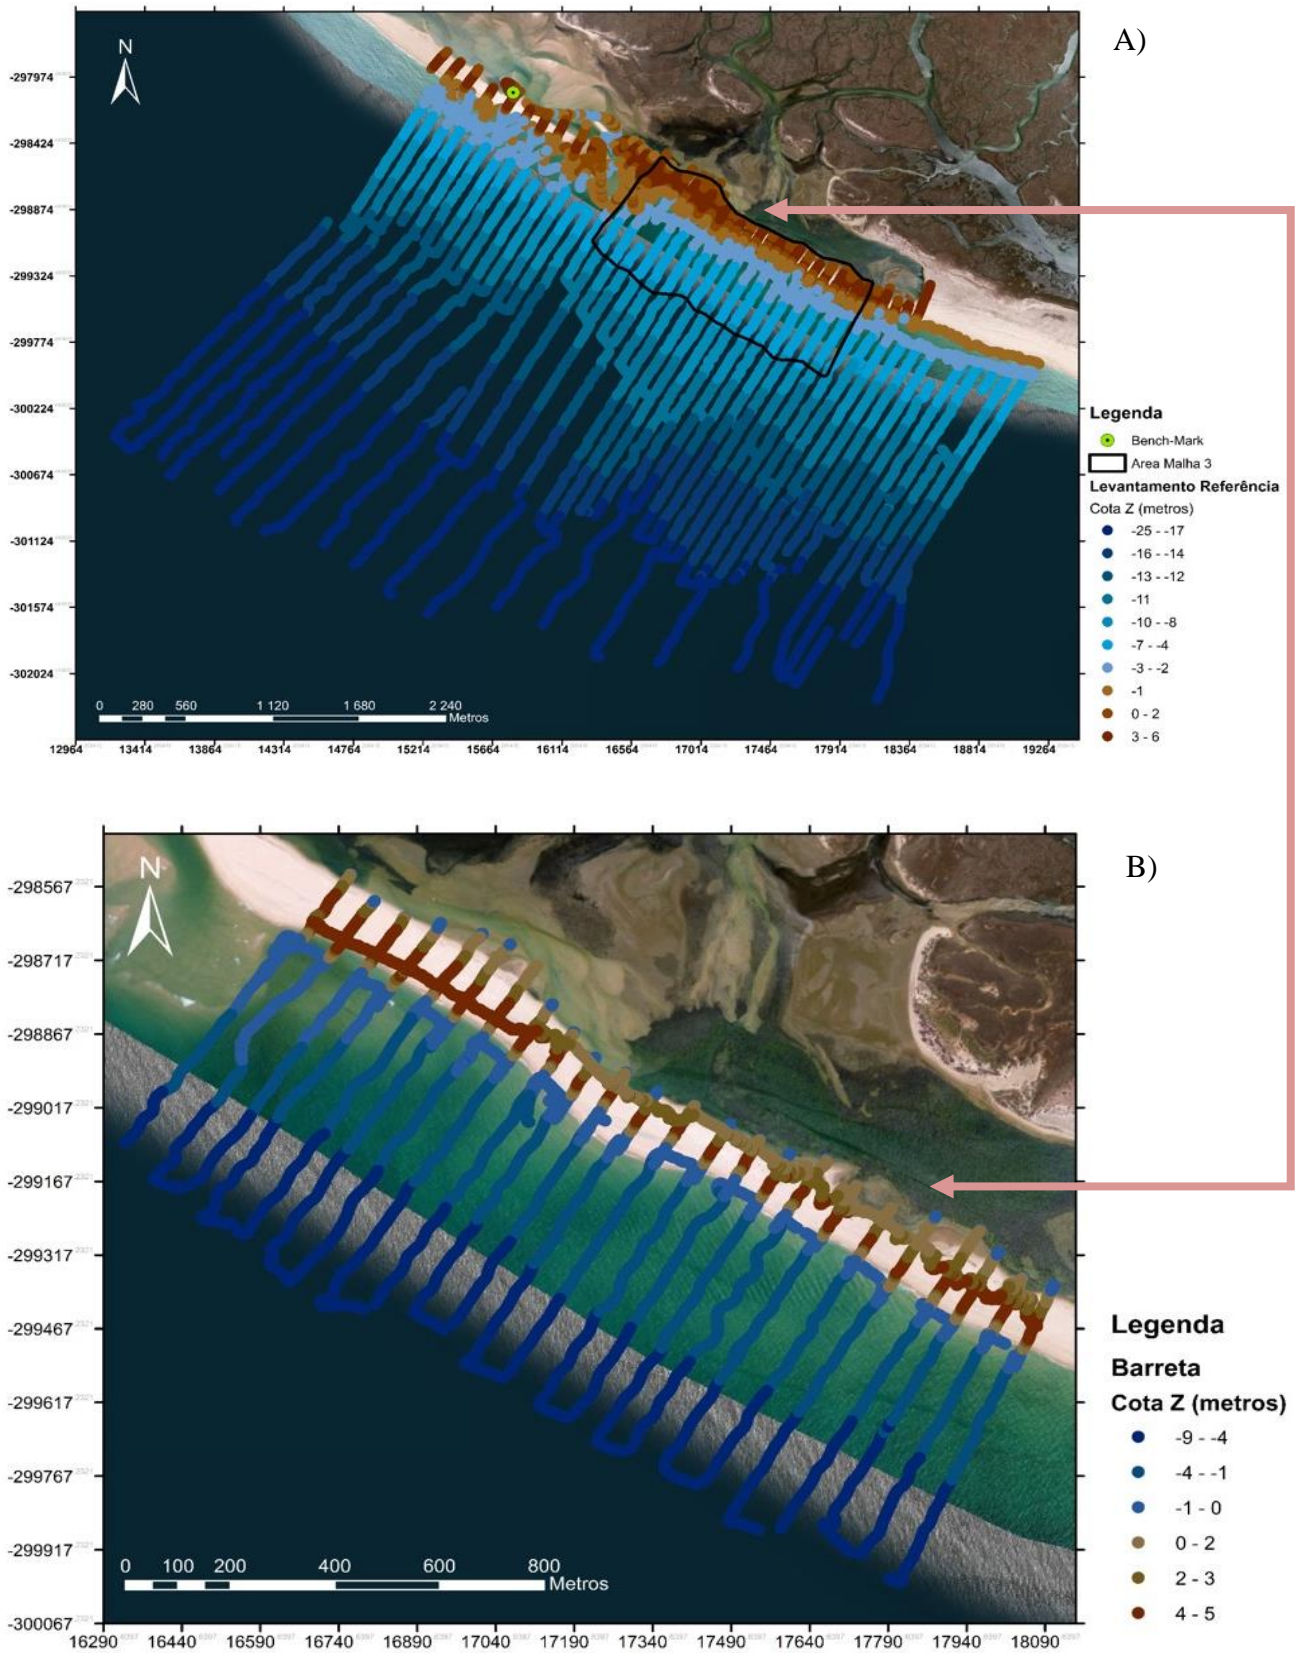 A)
N
-297974
-298424
-298874
-299324
-299774
-300224
-300674
-301124
-301574
-302024
0 280 560 1 120 1 680 2 240
Metros
12964 13414 13864 14314 14764 15214 15664 16114 16564 17014 17464 17914 18364 18814 19264
Legenda
Bench-Mark
Area Malha 3
Levantamento Referência
Cota Z (metros)
-25 - -17
-16 - -14
-13 - -12
-11
-10 - -8
-7 - -4
-3 - -2
-1
0 - 2
3 - 6
B)
N
-298567
-298717
-298867
-299017
-299167
-299317
-299467
-299617
-299767
-299917
-300067
0 100 200 400 600 800
Metros
16290 16440 16590 16740 16890 17040 17190 17340 17490 17640 17790 17940 18090
Legenda
Barreta
Cota Z (metros)
-9 - -4
-4 - -1
-1 - 0
0 - 2
2 - 3
4 - 5